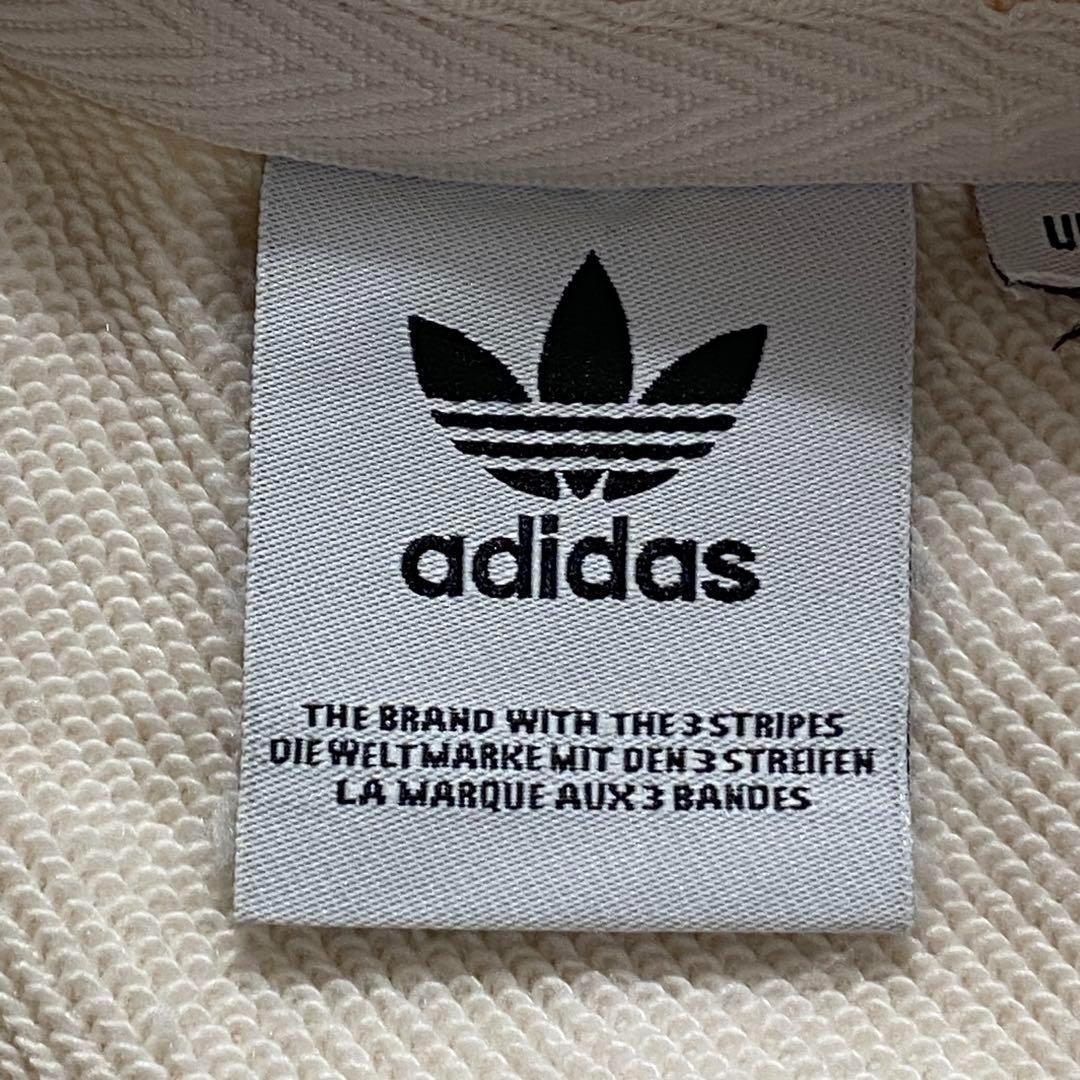 adidas
THE BRAND WITH THE 3 STRIPES
DIE WELTMARKE MIT DEN 3 STREIFEN
LA MARQUE AUX 3 BANDES